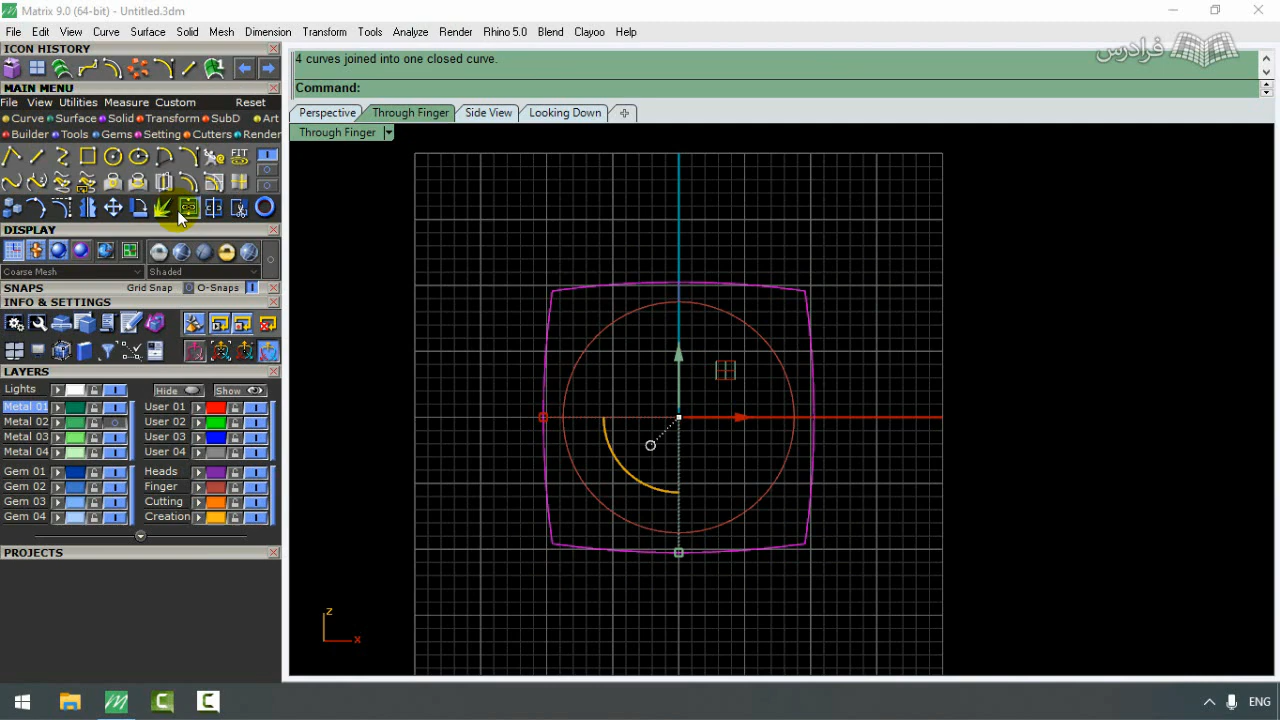 Matrix 9.0 (64-bit) - Untitled.3dm
File Edit View Curve Surface Solid Mesh Dimension Transform Tools Analyze Render Rhino 5.0 Blend Clayoo Help
ICON HISTORY
4 curves joined into one closed curve.
فرادرس
MAIN MENU
Command:
File View Utilities Measure Custom Reset
Perspective Through Finger Side View Looking Down
Curve Surface Solid Transform SubD Art
Builder Tools Gems Setting Cutters Render
Through Finger
FIT
DISPLAY
Coarse Mesh Shaded
SNAPS Grid Snap O-Snaps
INFO & SETTINGS
LAYERS
Lights Hide Show
Metal 01 User 01
Metal 02 User 02
Metal 03 User 03
Metal 04 User 04
Gem 01 Heads
Gem 02 Finger
Gem 03 Cutting
Gem 04 Creation
PROJECTS
z
x
ENG